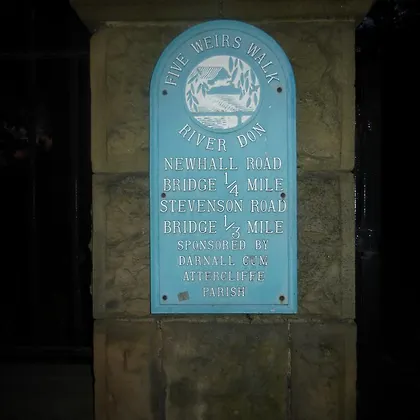 FIVE WEIRS WALK
RIVER DON
NEWHALL ROAD
BRIDGE 1/4 MILE
STEVENSON ROAD
BRIDGE 1/3 MILE
SPONSORED BY
DARNALL CUM
ATTERCLIFFE
PARISH